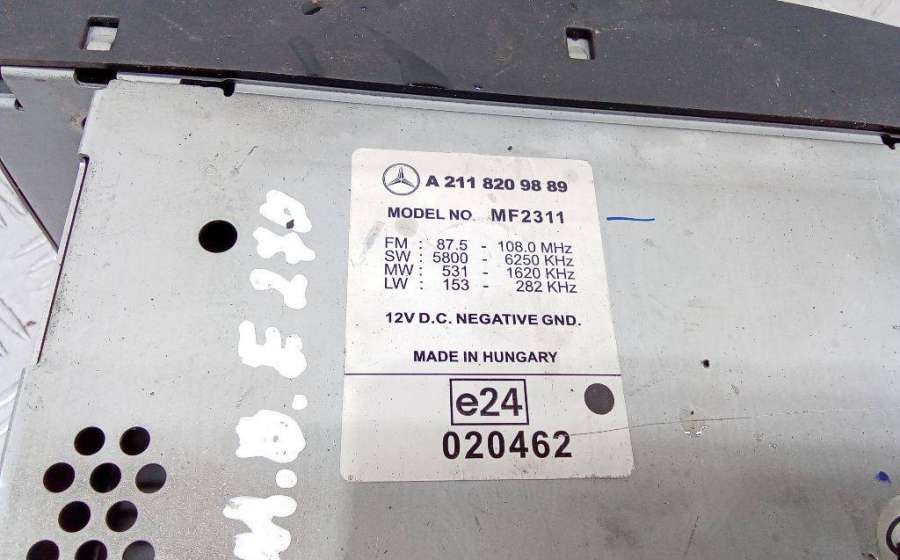 A 211 820 98 89
MODEL NO. MF2311
FM : 87.5 - 108.0 MHz
SW : 5800 - 6250 KHz
MW : 531 - 1620 KHz
LW : 153 - 282 KHz
12V D.C. NEGATIVE GND.
MADE IN HUNGARY
e24
020462